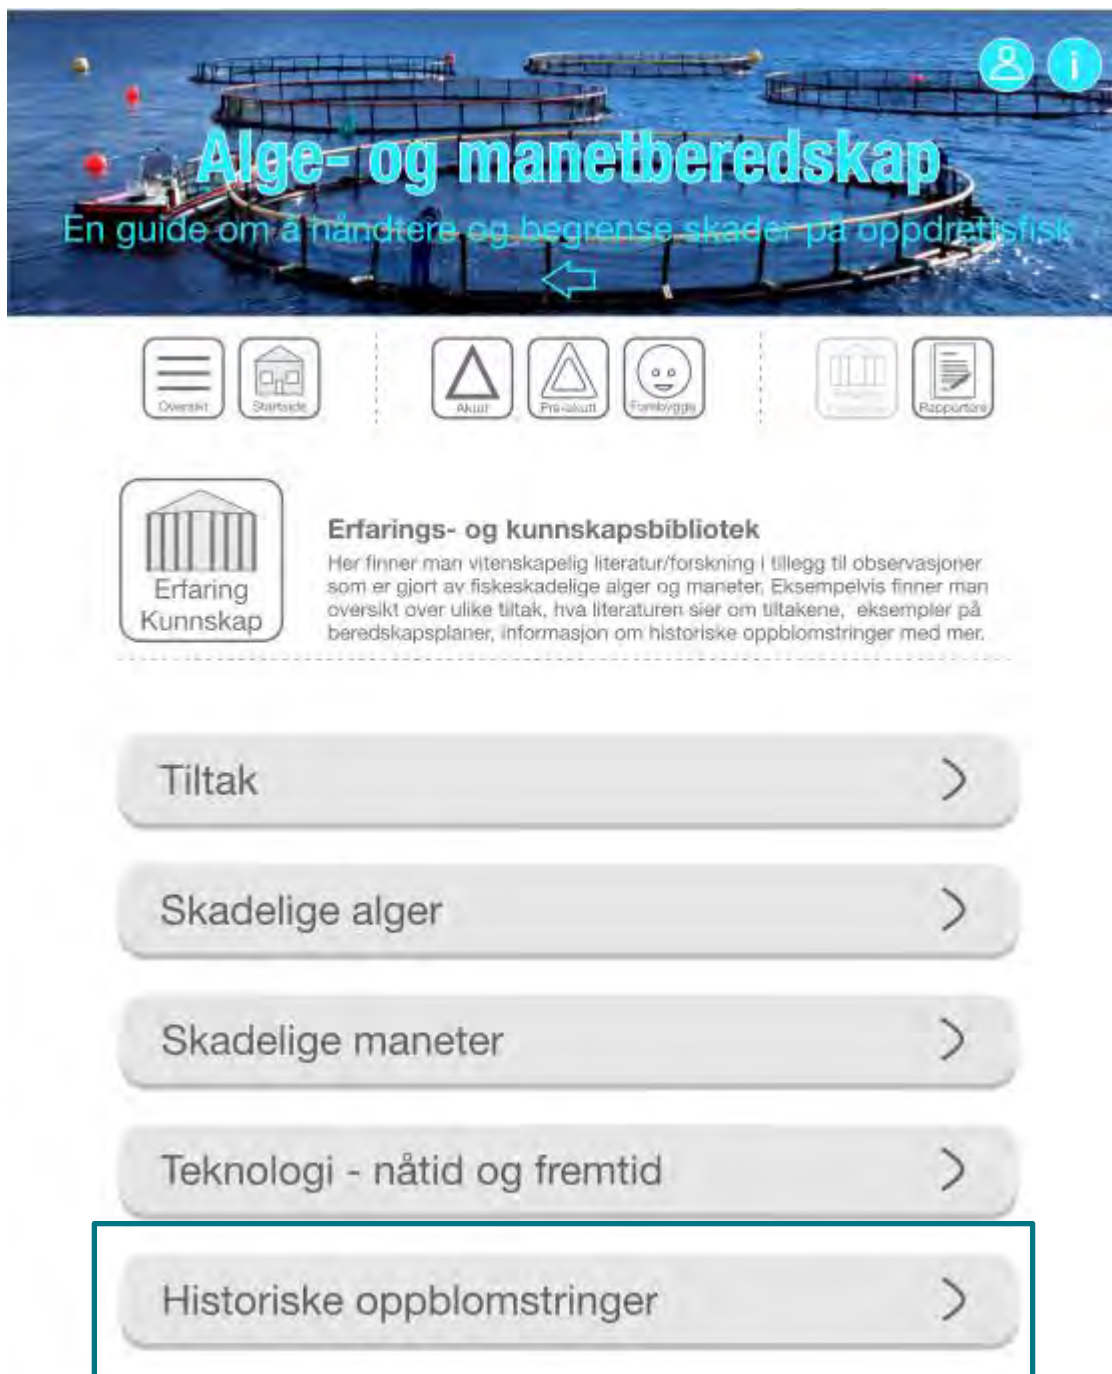 Alge- og manetberedskap
En guide om å håndtere og begrense skader på oppdrettsfisk
Oversikt
Startside
Akutt
Pre-akutt
Forebygge
Rapportere
Erfaring
Kunnskap
Erfarings- og kunnskapsbibliotek
Her finner man vitenskapelig literatur/forskning i tillegg til observasjoner
som er gjort av fiskeskadelige alger og maneter. Eksempelvis finner man
oversikt over ulike tiltak, hva literaturen sier om tiltakene, eksempler på
beredskapsplaner, informasjon om historiske oppblomstringer med mer.
Tiltak
Skadelige alger
Skadelige maneter
Teknologi - nåtid og fremtid
Historiske oppblomstringer